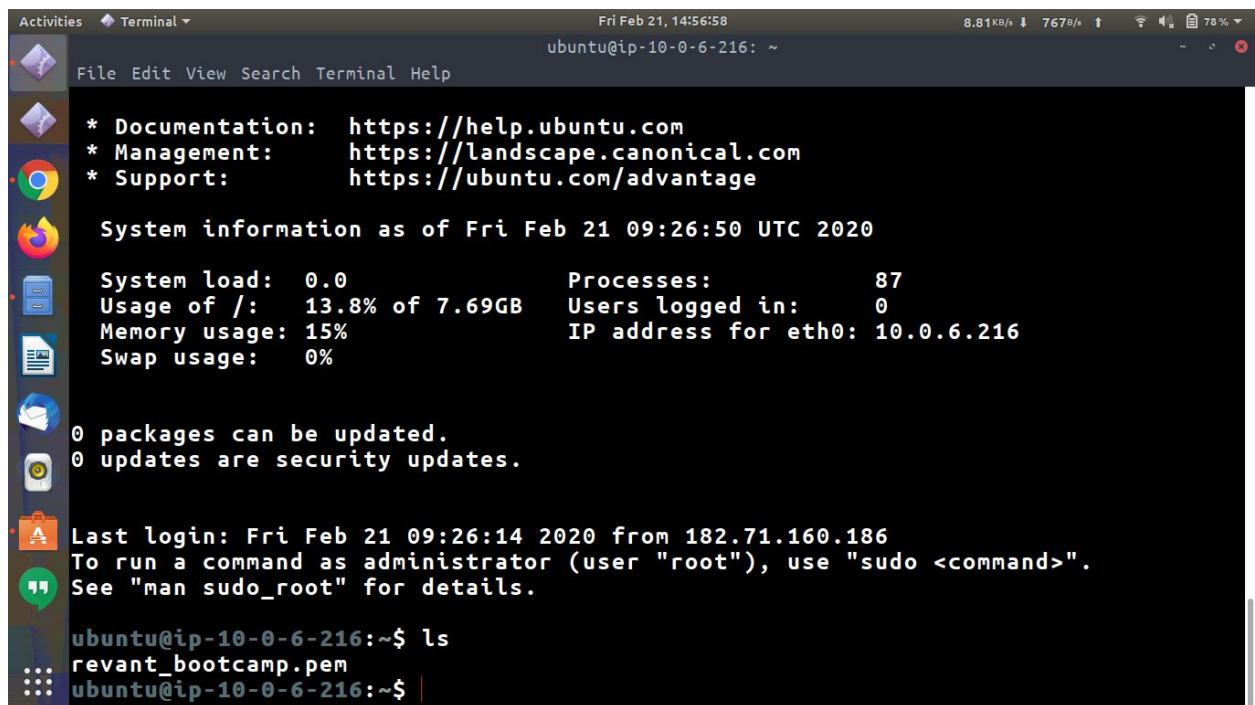 Activities Terminal Fri Feb 21, 14:56:58 8.81KB/s 767B/s 78%
ubuntu@ip-10-0-6-216: ~
File Edit View Search Terminal Help
* Documentation: https://help.ubuntu.com
* Management: https://landscape.canonical.com
* Support: https://ubuntu.com/advantage
System information as of Fri Feb 21 09:26:50 UTC 2020
System load: 0.0 Processes: 87
Usage of /: 13.8% of 7.69GB Users logged in: 0
Memory usage: 15% IP address for eth0: 10.0.6.216
Swap usage: 0%
0 packages can be updated.
0 updates are security updates.
Last login: Fri Feb 21 09:26:14 2020 from 182.71.160.186
To run a command as administrator (user "root"), use "sudo <command>".
See "man sudo_root" for details.
ubuntu@ip-10-0-6-216:~$ ls
revant_bootcamp.pem
ubuntu@ip-10-0-6-216:~$